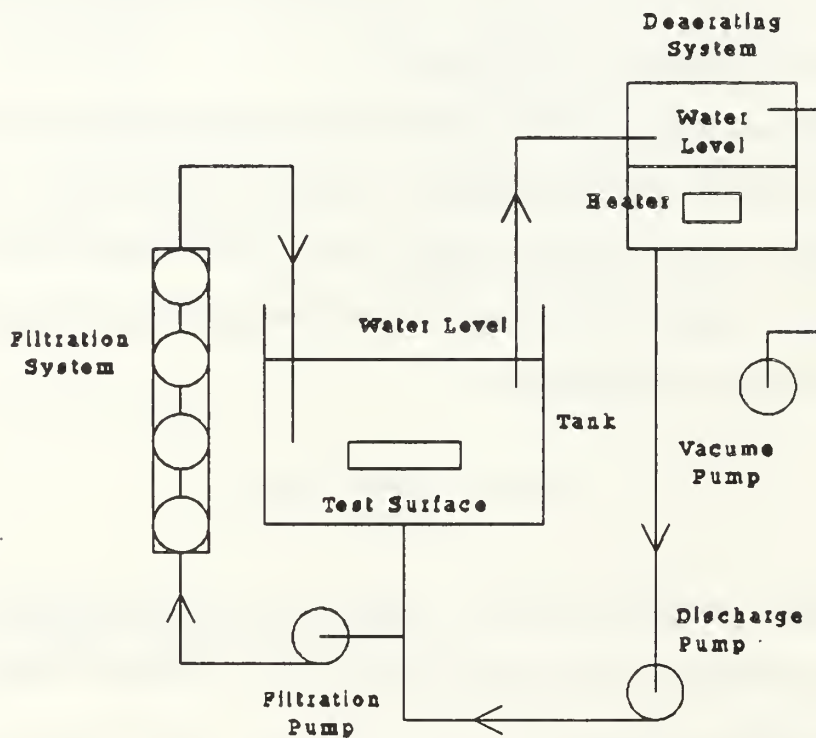 Deaerating
System
Water
Level
Heater
Water Level
Filtration
System
Tank
Vacume
Pump
Test Surface
Discharge
Pump
Filtration
Pump